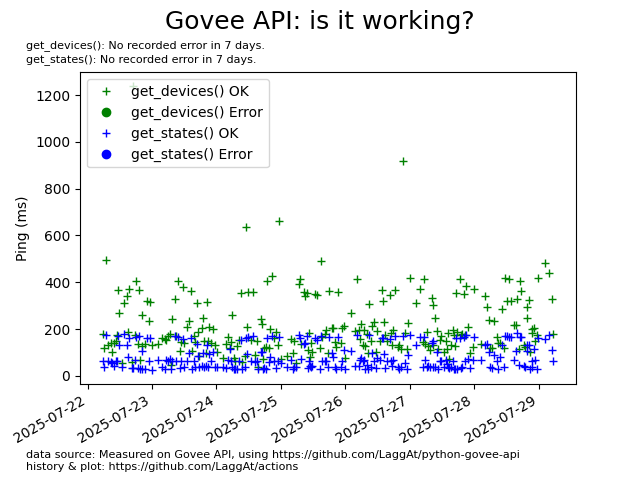 Govee API: is it working?
get_devices(): No recorded error in 7 days.
get_states(): No recorded error in 7 days.
get_devices() OK
get_devices() Error
get_states() OK
get_states() Error
Ping (ms)
1200
1000
800
600
400
200
0
2025-07-22
2025-07-23
2025-07-24
2025-07-25
2025-07-26
2025-07-27
2025-07-28
2025-07-29
data source: Measured on Govee API, using https://github.com/LaggAt/python-govee-api
history & plot: https://github.com/LaggAt/actions